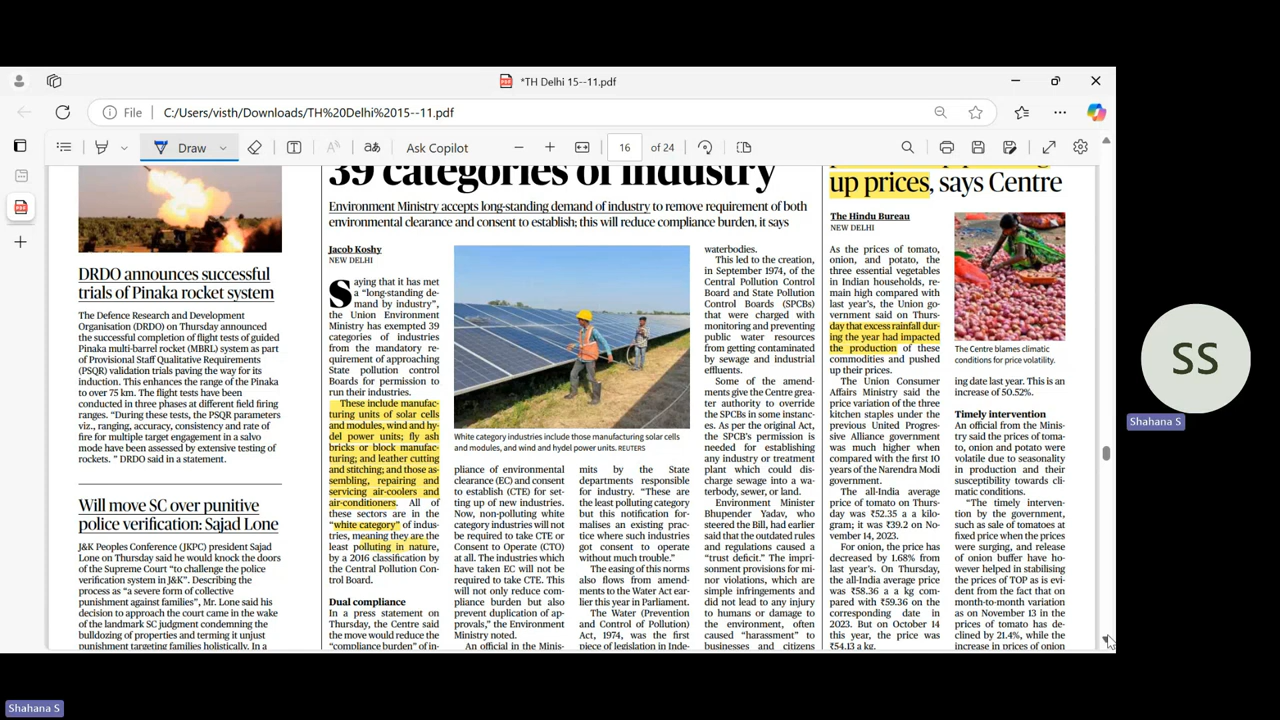 *TH Delhi 15--11.pdf
File
C:/Users/visth/Downloads/TH%20Delhi%2015--11.pdf
Draw
Ask Copilot
16
of 24
DRDO announces successful
trials of Pinaka rocket system
The Defence Research and Development
Organisation (DRDO) on Thursday announced
the successful completion of flight tests of guided
Pinaka multi-barrel rocket (MBRL) system as part
of Provisional Staff Qualitative Requirements
(PSQR) validation trials paving the way for its
induction. This enhances the range of the Pinaka
to over 75 km. The flight tests have been
conducted in three phases at different field firing
ranges. “During these tests, the PSQR parameters
viz., ranging, accuracy, consistency and rate of
fire for multiple target engagement in a salvo
mode have been assessed by extensive testing of
rockets. ” DRDO said in a statement.
Will move SC over punitive
police verification: Sajad Lone
J&K Peoples Conference (JKPC) president Sajad
Lone on Thursday said he would knock the doors
of the Supreme Court “to challenge the police
verification system in J&K”. Describing the
process as “a severe form of collective
punishment against families”, Mr. Lone said his
decision to approach the court came in the wake
of the landmark SC judgment condemning the
bulldozing of properties and terming it unjust
punishment targeting families holistically. In a
39 categories of industry
Environment Ministry accepts long-standing demand of industry to remove requirement of both
environmental clearance and consent to establish; this will reduce compliance burden, it says
Jacob Koshy
NEW DELHI
Saying that it has met
a “long-standing de-
mand by industry”,
the Union Environment
Ministry has exempted 39
categories of industries
from the mandatory re-
quirement of approaching
State pollution control
Boards for permission to
run their industries.
These include manufac-
turing units of solar cells
and modules, wind and hy-
del power units; fly ash
bricks or block manufac-
turing; and leather cutting
and stitching; and those as-
sembling, repairing and
servicing air-coolers and
air-conditioners. All of
these sectors are in the
“white category” of indus-
tries, meaning they are the
least polluting in nature,
by a 2016 classification by
the Central Pollution Con-
trol Board.
Dual compliance
In a press statement on
Thursday, the Centre said
the move would reduce the
“compliance burden” of in-
White category industries include those manufacturing solar cells
and modules, and wind and hydel power units. REUTERS
pliance of environmental
clearance (EC) and consent
to establish (CTE) for set-
ting up of new industries.
Now, non-polluting white
category industries will not
be required to take CTE or
Consent to Operate (CTO)
at all. The industries which
have taken EC will not be
required to take CTE. This
will not only reduce com-
pliance burden but also
prevent duplication of ap-
provals,” the Environment
Ministry noted.
An official in the Minis-
mits by the State
departments responsible
for industry. “These are
the least polluting category
but this notification for-
malises an existing prac-
tice where such industries
got consent to operate
without much trouble.”
The easing of this norms
also flows from amend-
ments to the Water Act ear-
lier this year in Parliament.
The Water (Prevention
and Control of Pollution)
Act, 1974, was the first
piece of legislation in Inde-
waterbodies.
This led to the creation,
in September 1974, of the
Central Pollution Control
Board and State Pollution
Control Boards (SPCBs)
that were charged with
monitoring and preventing
public water resources
from getting contaminated
by sewage and industrial
effluents.
Some of the amend-
ments give the Centre grea-
ter authority to override
the SPCBs in some instanc-
es. As per the original Act,
the SPCB's permission is
needed for establishing
any industry or treatment
plant which could dis-
charge sewage into a wa-
terbody, sewer, or land.
Environment Minister
Bhupender Yadav, who
steered the Bill, had earlier
said that the outdated rules
and regulations caused a
“trust deficit.” The impri-
sonment provisions for mi-
nor violations, which are
simple infringements and
did not lead to any injury
to humans or damage to
the environment, often
caused “harassment” to
businesses and citizens
up prices, says Centre
The Hindu Bureau
NEW DELHI
As the prices of tomato,
onion, and potato, the
three essential vegetables
in Indian households, re-
main high compared with
last year's, the Union go-
vernment said on Thurs-
day that excess rainfall dur-
ing the year had impacted
the production of these
commodities and pushed
up their prices.
The Union Consumer
Affairs Ministry said the
price variation of the three
kitchen staples under the
previous United Progres-
sive Alliance government
was much higher when
compared with the first 10
years of the Narendra Modi
government.
The all-India average
price of tomato on Thurs-
day was ₹52.35 a a kilo-
gram; it was ₹39.2 on No-
vember 14, 2023.
For onion, the price has
decreased by 1.68% from
last year's. On Thursday,
the all-India average price
was ₹58.36 a a kg com-
pared with ₹59.36 on the
corresponding date in
2023. But on October 14
this year, the price was
₹54.13 a kg.
The Centre blames climatic
conditions for price volatility.
ing date last year. This is an
increase of 50.52%.
Timely intervention
An official from the Minis-
try said the prices of toma-
to, onion and potato were
volatile due to seasonality
in production and their
susceptibility towards cli-
matic conditions.
“The timely interven-
tion by the government,
such as sale of tomatoes at
fixed price when the prices
were surging, and release
of onion buffer have ho-
wever helped in stabilising
the prices of TOP as is evi-
dent from the fact that on
month-to-month variation
as on November 13 in the
prices of tomato has de-
clined by 21.4%, while the
increase in prices of onion
SS
Shahana S
Shahana S